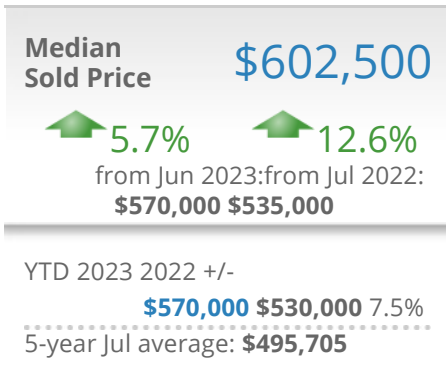 Median
Sold Price
$602,500
5.7% 12.6%
from Jun 2023:from Jul 2022:
$570,000 $535,000
YTD 2023 2022 +/-
$570,000 $530,000 7.5%
5-year Jul average: $495,705